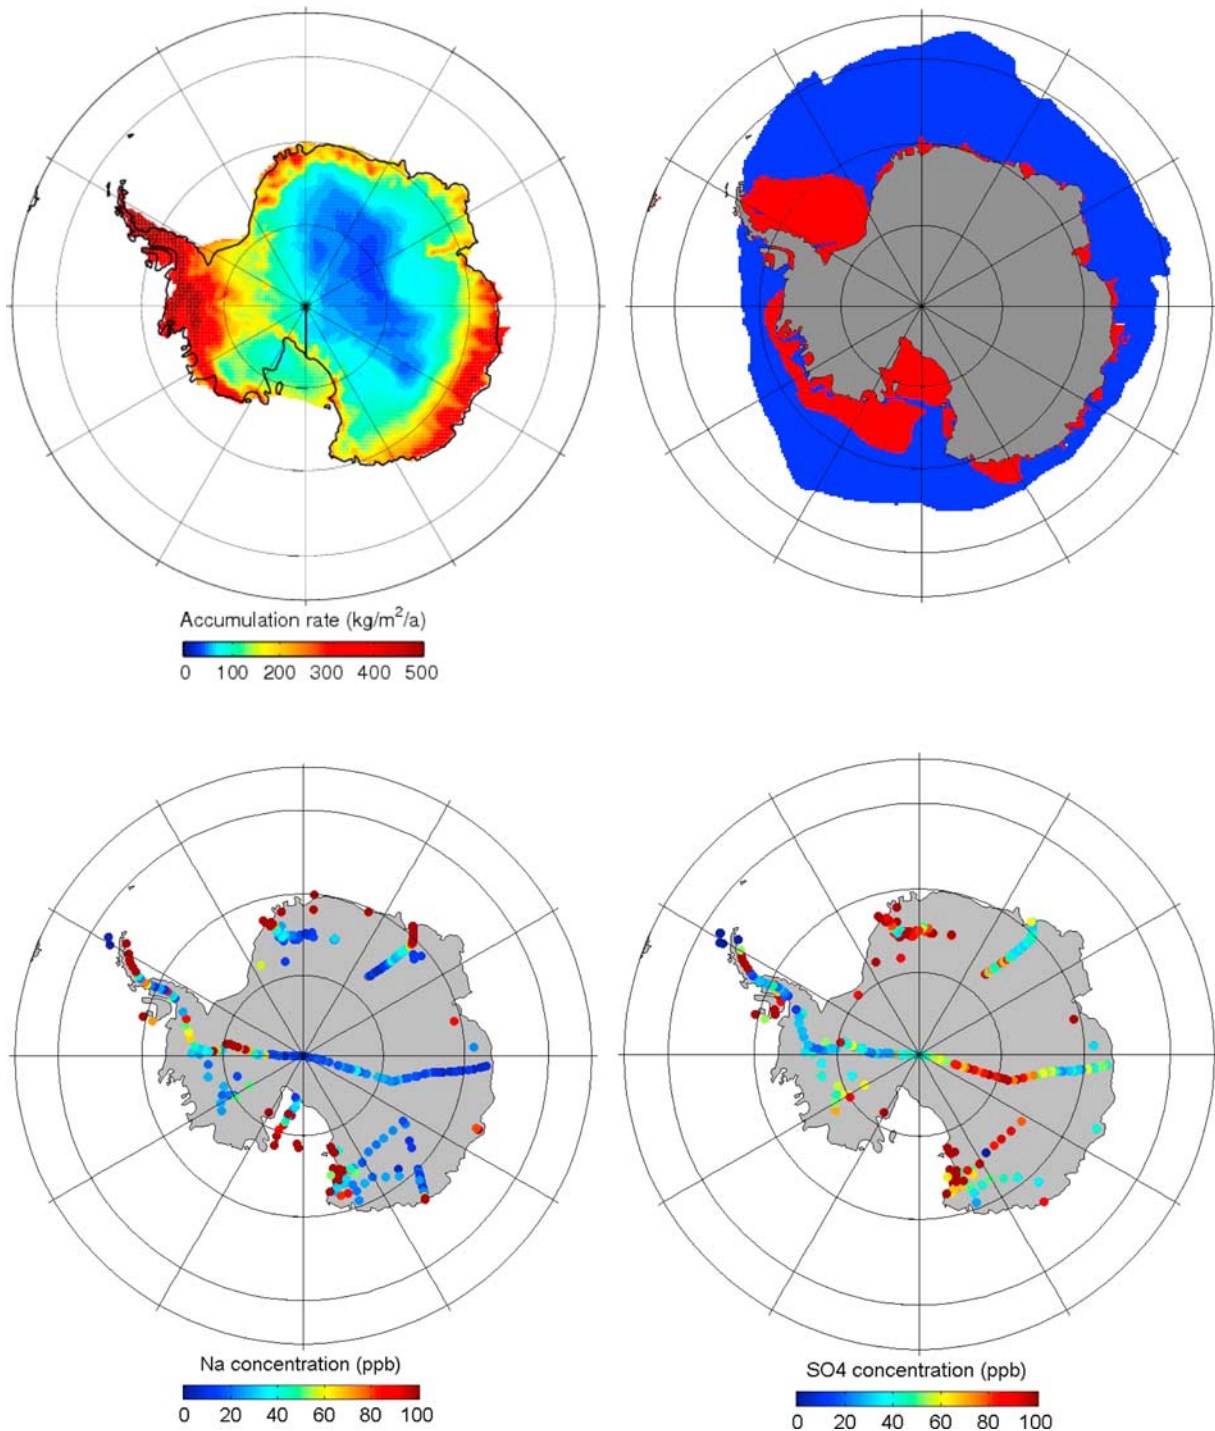 Accumulation rate (kg/m²/a)
0 100 200 300 400 500
Na concentration (ppb)
0 20 40 60 80 100
SO4 concentration (ppb)
0 20 40 60 80 100